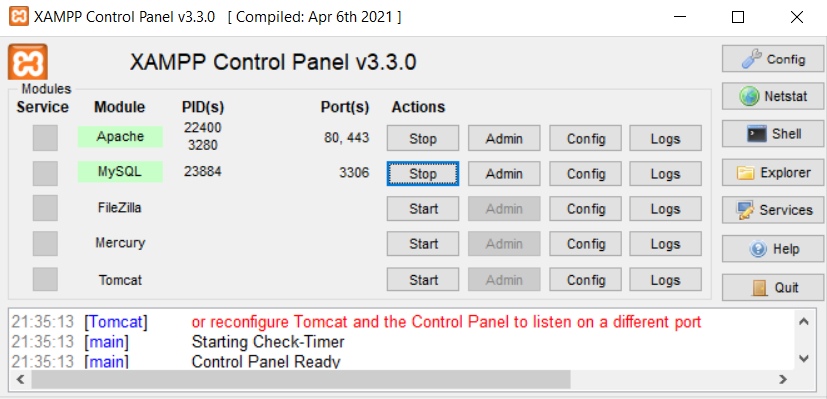 XAMPP Control Panel v3.3.0 [ Compiled: Apr 6th 2021 ]
XAMPP Control Panel v3.3.0
Config
Modules
Service Module PID(s) Port(s) Actions
Netstat
Apache 22400 3280 80, 443 Stop Admin Config Logs
Shell
MySQL 23884 3306 Stop Admin Config Logs
Explorer
FileZilla Start Admin Config Logs
Services
Mercury Start Admin Config Logs
Help
Tomcat Start Admin Config Logs
Quit
21:35:13 [Tomcat] or reconfigure Tomcat and the Control Panel to listen on a different port
21:35:13 [main] Starting Check-Timer
21:35:13 [main] Control Panel Ready